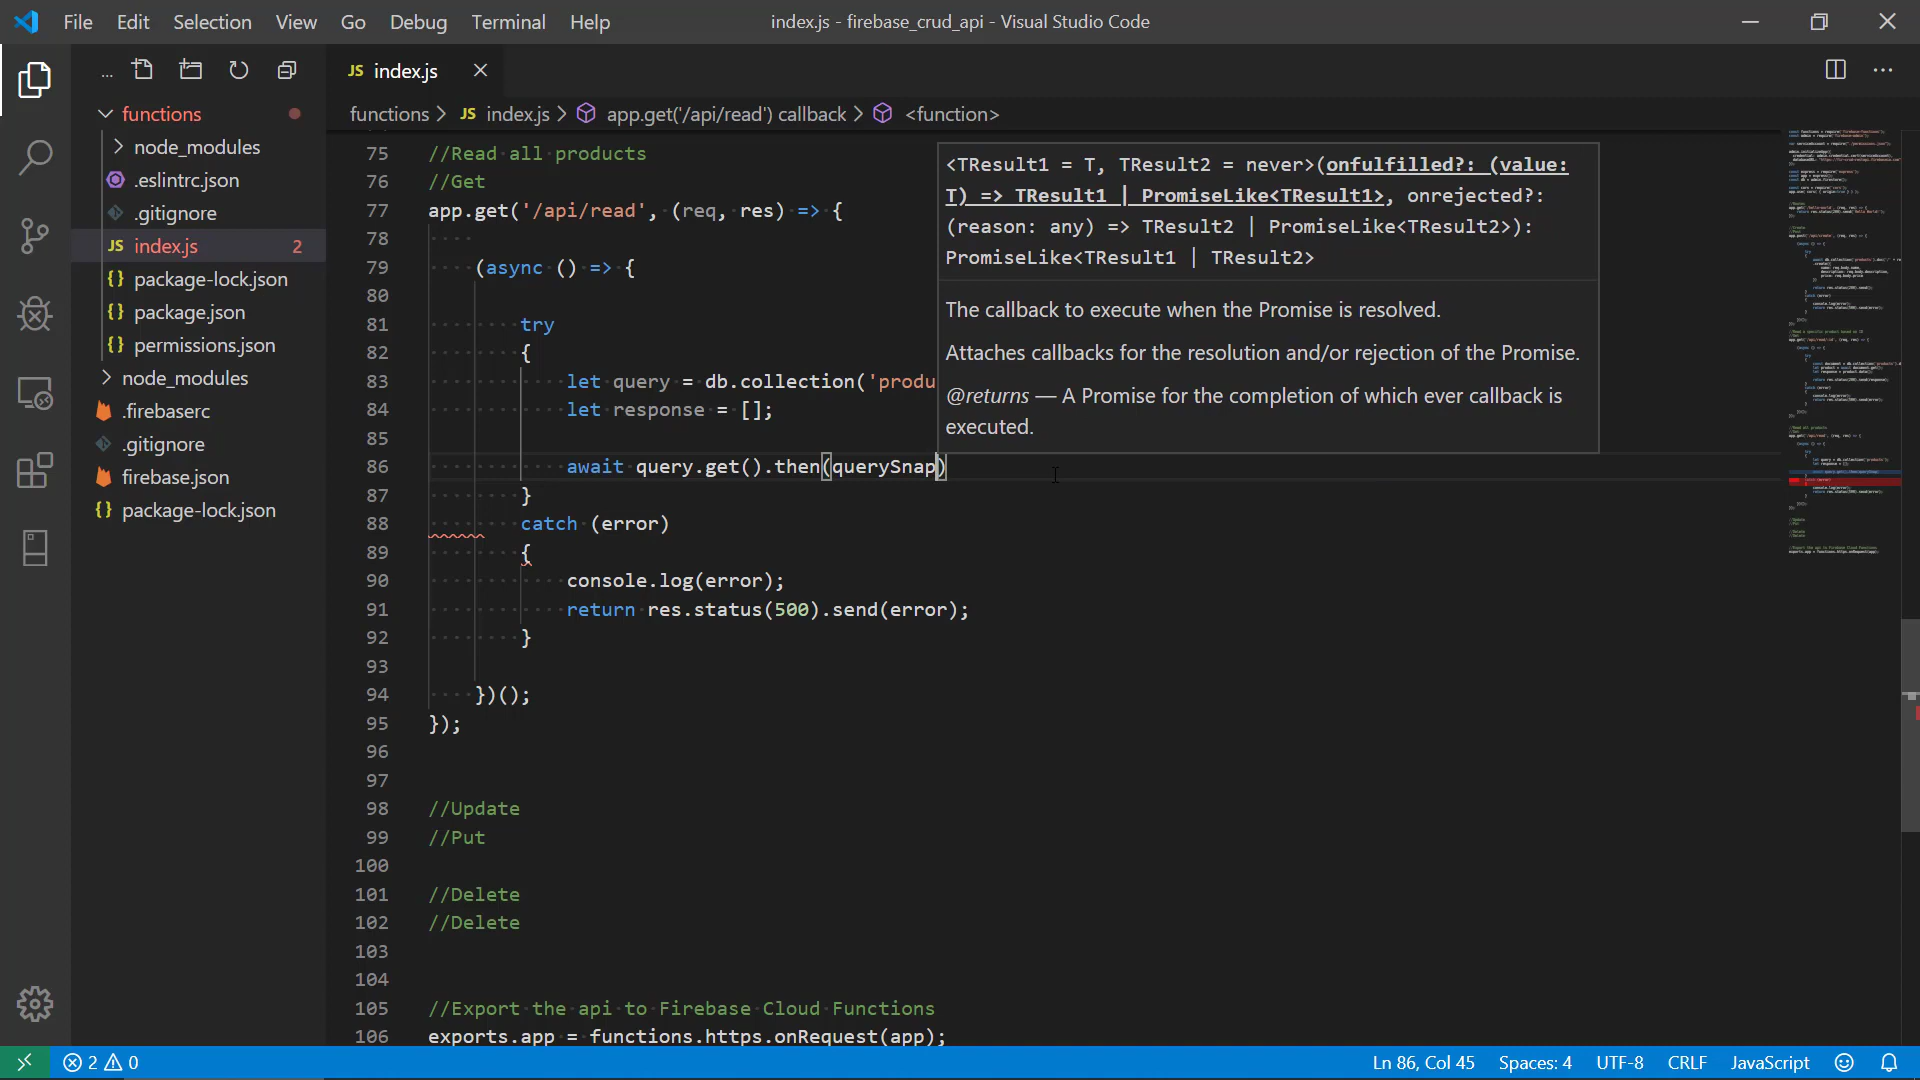 File Edit Selection View Go Debug Terminal Help
index.js - firebase_crud_api - Visual Studio Code
...
JS index.js
functions > JS index.js > app.get('/api/read') callback > <function>
functions
node_modules
.eslintrc.json
.gitignore
JS index.js 2
{} package-lock.json
{} package.json
{} permissions.json
node_modules
.firebaserc
.gitignore
{} firebase.json
{} package-lock.json
75 //Read all products
76 //Get
77 app.get('/api/read', (req, res) => {
78
79 (async () => {
80
81 try
82 {
83 let query = db.collection('produ
84 let response = [];
85
86 await query.get().then(querySnap)
87 }
88 catch (error)
89 {
90 console.log(error);
91 return res.status(500).send(error);
92 }
93
94 })();
95 });
96
97
98 //Update
99 //Put
100
101 //Delete
102 //Delete
103
104
105 //Export the api to Firebase Cloud Functions
106 exports.app = functions.https.onRequest(app);
<TResult1 = T, TResult2 = never>(onfulfilled?: (value:
T) => TResult1 | PromiseLike<TResult1>, onrejected?:
(reason: any) => TResult2 | PromiseLike<TResult2>):
PromiseLike<TResult1 | TResult2>
The callback to execute when the Promise is resolved.
Attaches callbacks for the resolution and/or rejection of the Promise.
@returns — A Promise for the completion of which ever callback is
executed.
2 0
Ln 86, Col 45 Spaces: 4 UTF-8 CRLF JavaScript